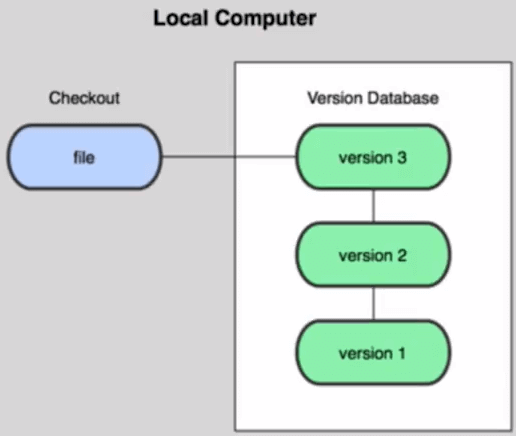 Local Computer
Checkout
Version Database
file
version 3
version 2
version 1